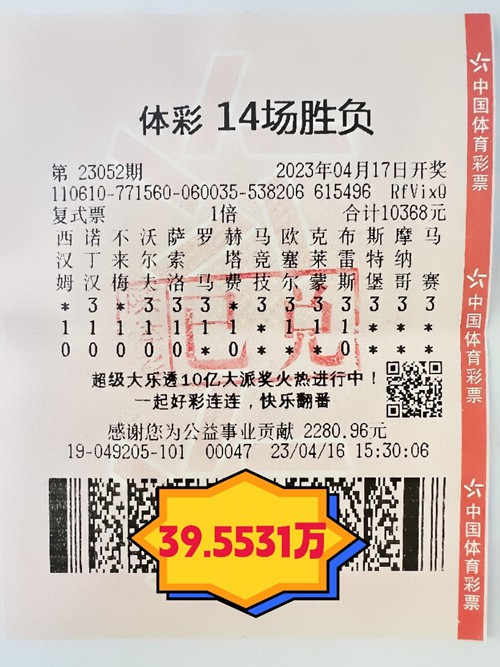 体彩 14场胜负
第 23052期 2023年04月17日开奖
110610-771560-060035-538206 615496 RfVixQ
复式票 1倍 合计10368元
西 诺 不 沃 萨 罗 赫 马 欧 克 布 斯 摩 马
汉 丁 来 尔 索 塔 竞 塞 莱 雷 特 纳
姆 汉 梅 夫 洛 马 费 技 尔 蒙 斯 堡 哥 赛
* 3 * 3 3 3 * 3 3 3 3 3 3 3
1 1 1 1 1 1 1 * 1 1 1 * * *
0 0 0 0 0 * 0 * * * 0 * * *
已兑
超级大乐透10亿大派奖火热进行中！
一起好彩连连，快乐翻番
感谢您为公益事业贡献 2280.96元
19-049205-101 00047 23/04/16 15:30:06
39.5531万
中国体育彩票
中国体育彩票
中国体育彩票